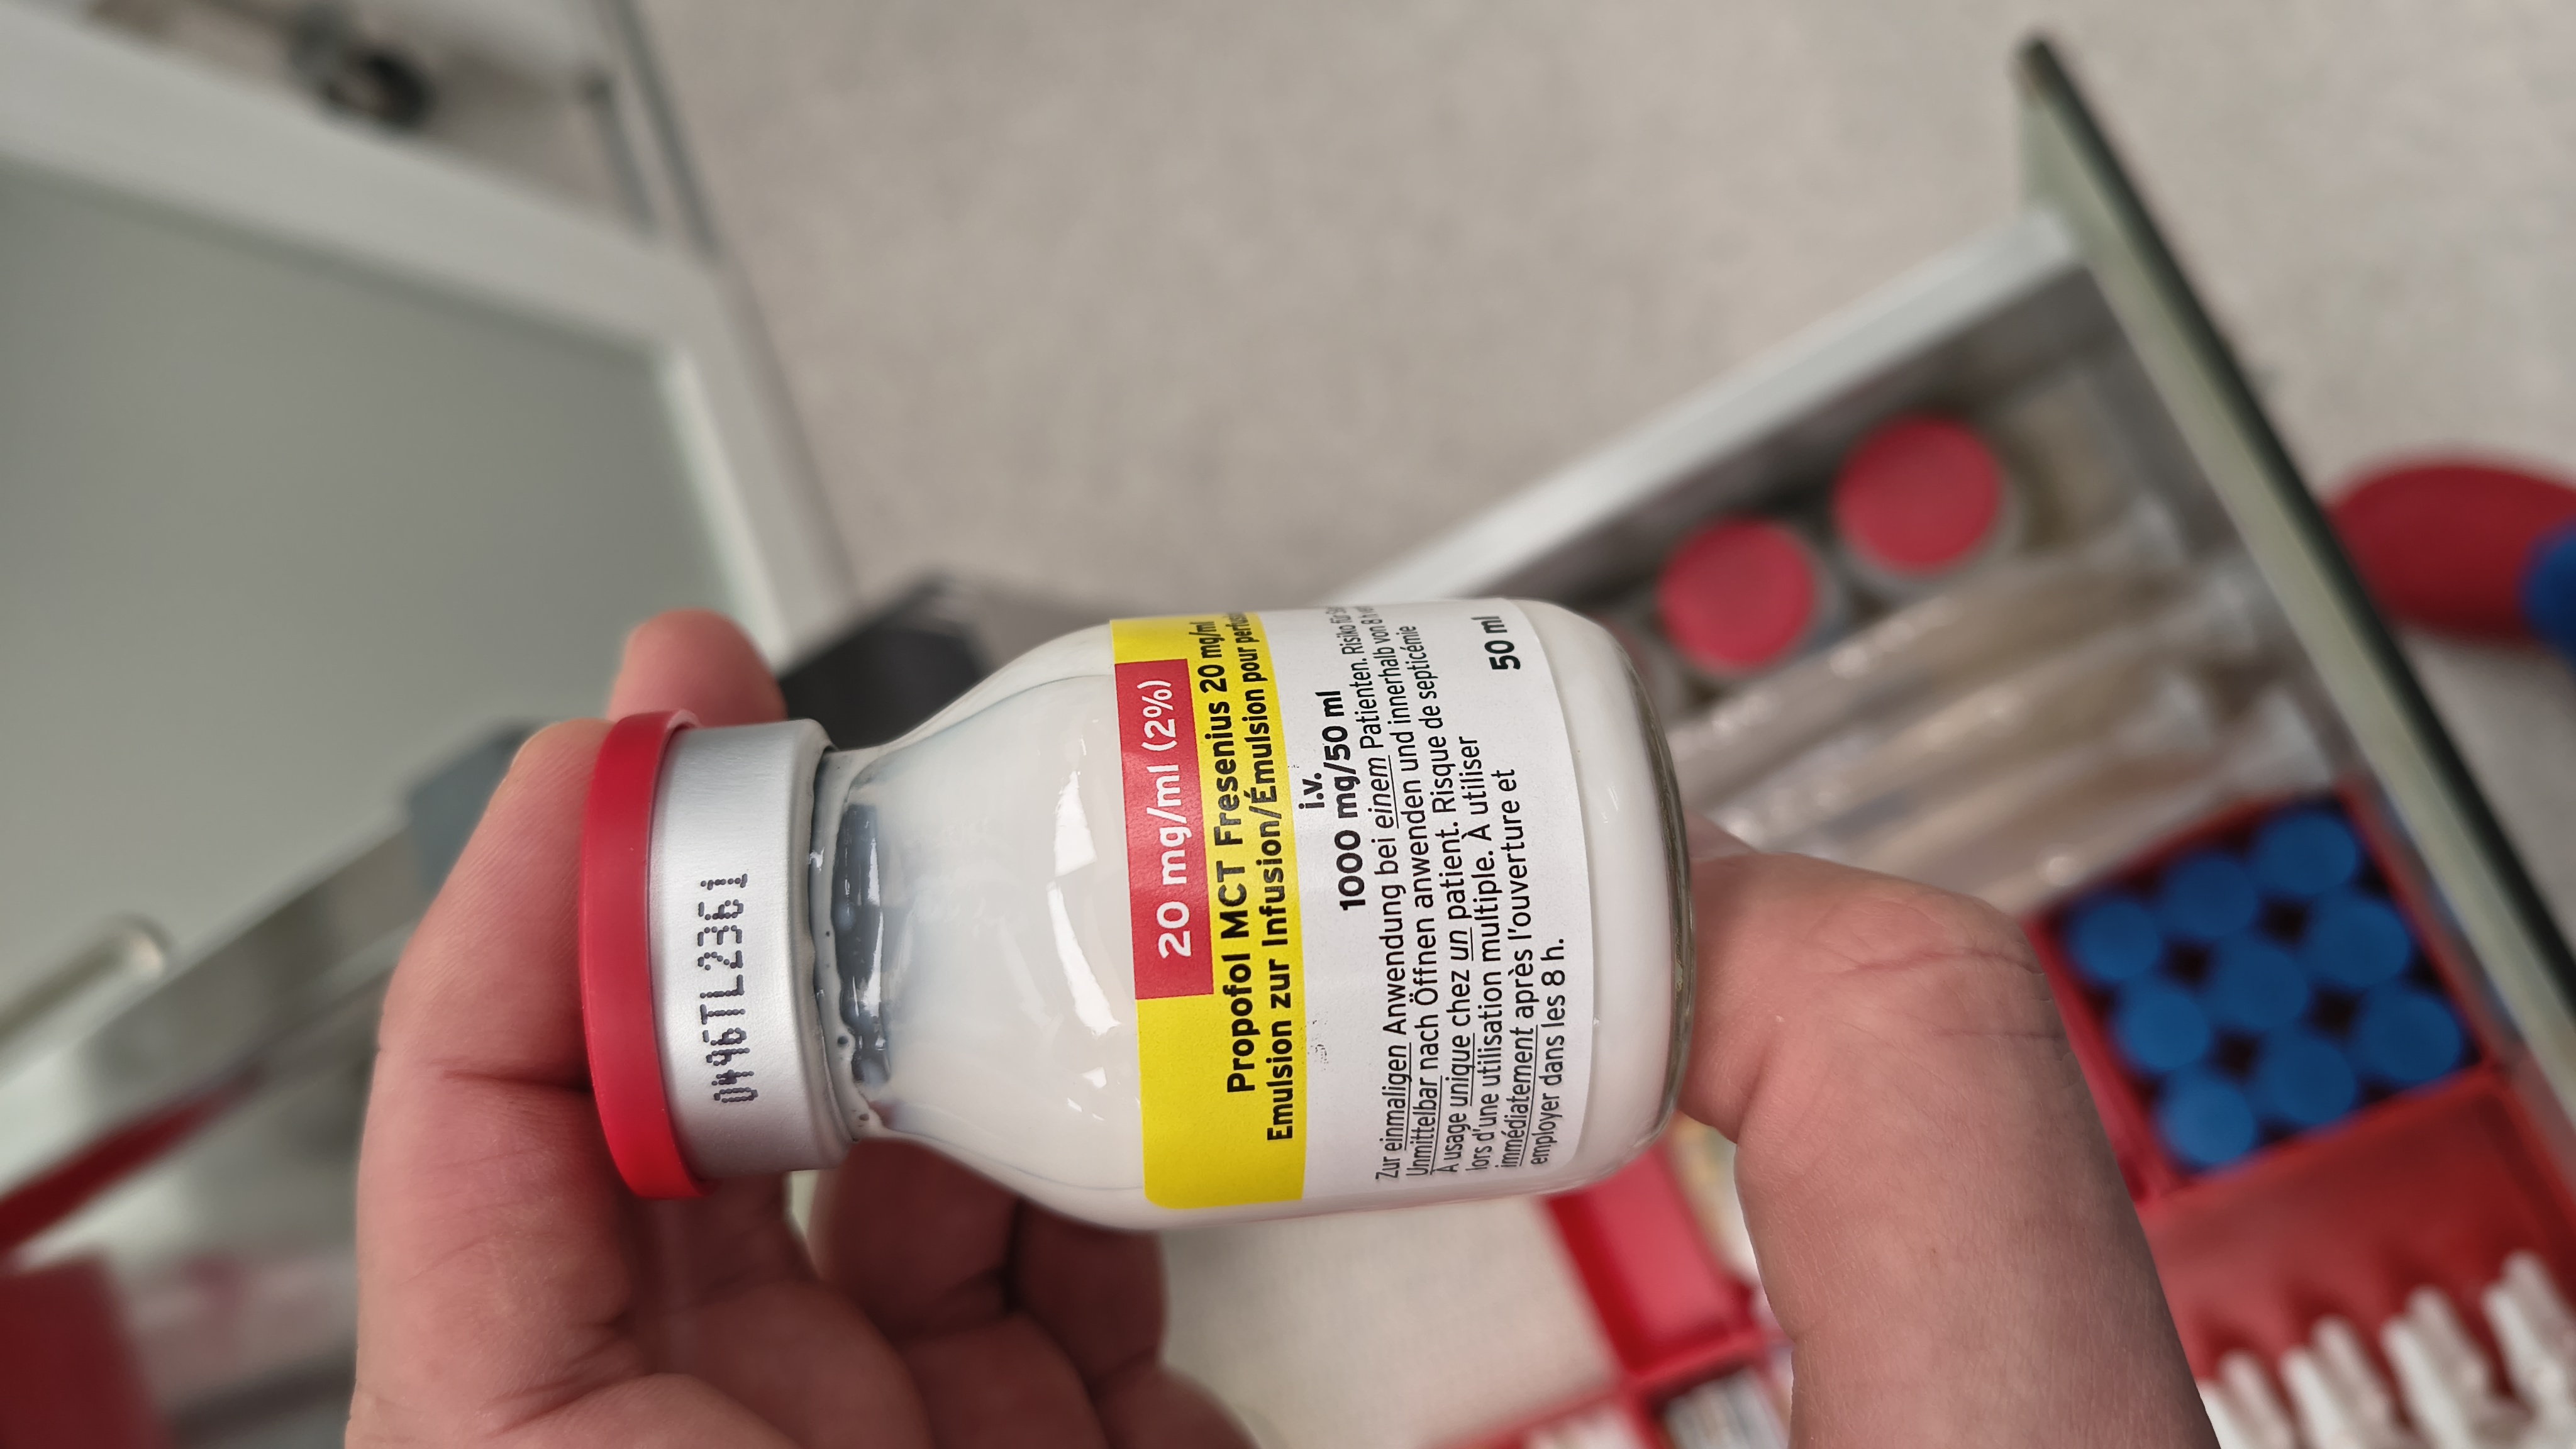 0496TL2361
20 mg/ml (2%)
Propofol MCT Fresenius 20 mg/ml
Emulsion zur Infusion/Émulsion pour
i.v.
1000 mg/50 ml
Zur einmaligen Anwendung bei einem Patienten. Risiko für
Unmittelbar nach Öffnen anwenden und innerhalb von 8 h
À usage unique chez un patient. Risque de septicémie
lors d'une utilisation multiple. À utiliser
immédiatement après l'ouverture et
employer dans les 8 h.
50 ml